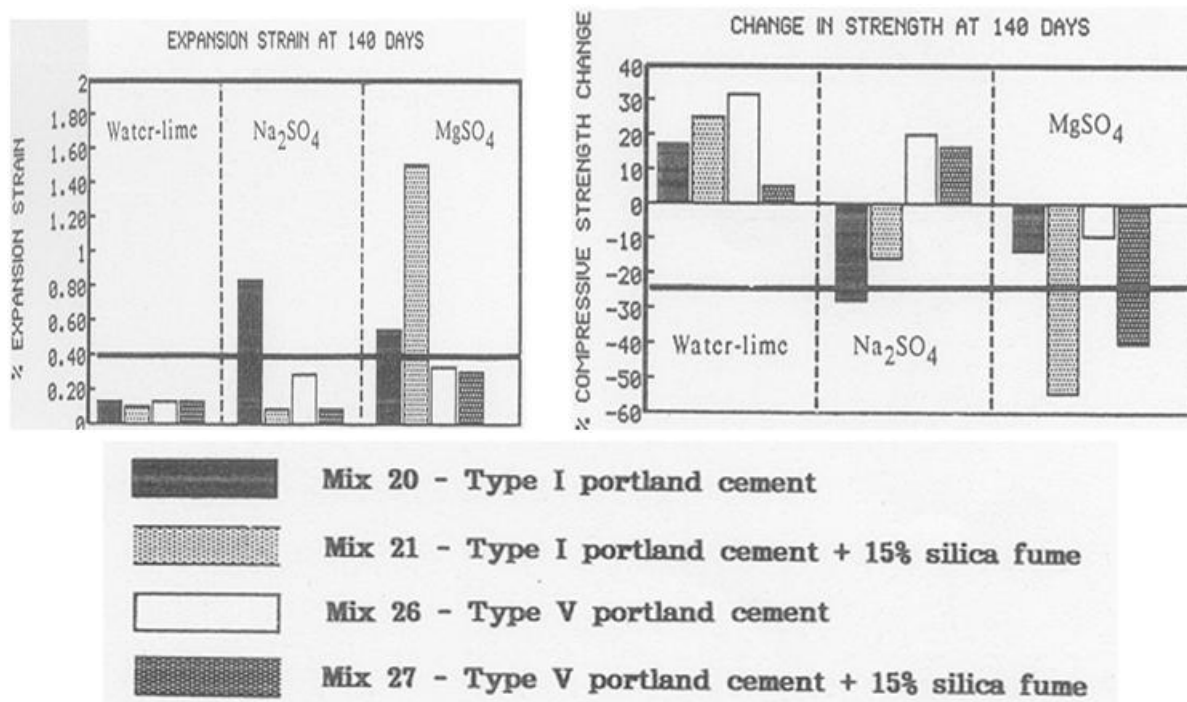 EXPANSION STRAIN AT 140 DAYS
% EXPANSION STRAIN
2
1.80
1.60
1.40
1.20
1
0.80
0.60
0.40
0.20
0
Water-lime
Na₂SO₄
MgSO₄
CHANGE IN STRENGTH AT 140 DAYS
% COMPRESSIVE STRENGTH CHANGE
40
30
20
10
0
-10
-20
-30
-40
-50
-60
MgSO₄
Water-lime
Na₂SO₄
Mix 20 - Type I portland cement
Mix 21 - Type I portland cement + 15% silica fume
Mix 26 - Type V portland cement
Mix 27 - Type V portland cement + 15% silica fume